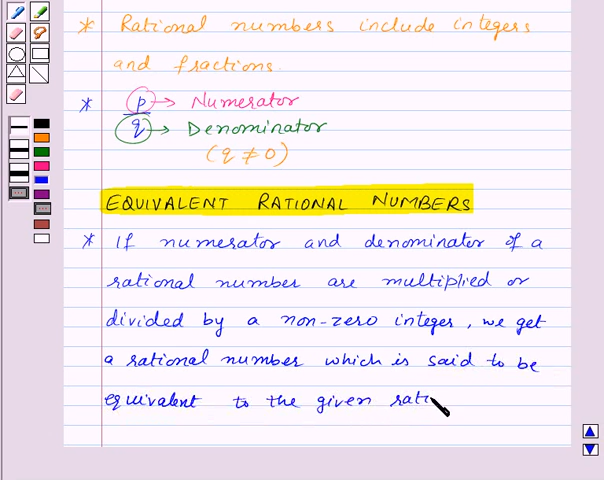 * Rational numbers include integers
and fractions.
* p → Numerator
q → Denominator
(q ≠ 0)
EQUIVALENT RATIONAL NUMBERS
* If numerator and denominator of a
rational number are multiplied or
divided by a non-zero integer, we get
a rational number which is said to be
equivalent to the given rati